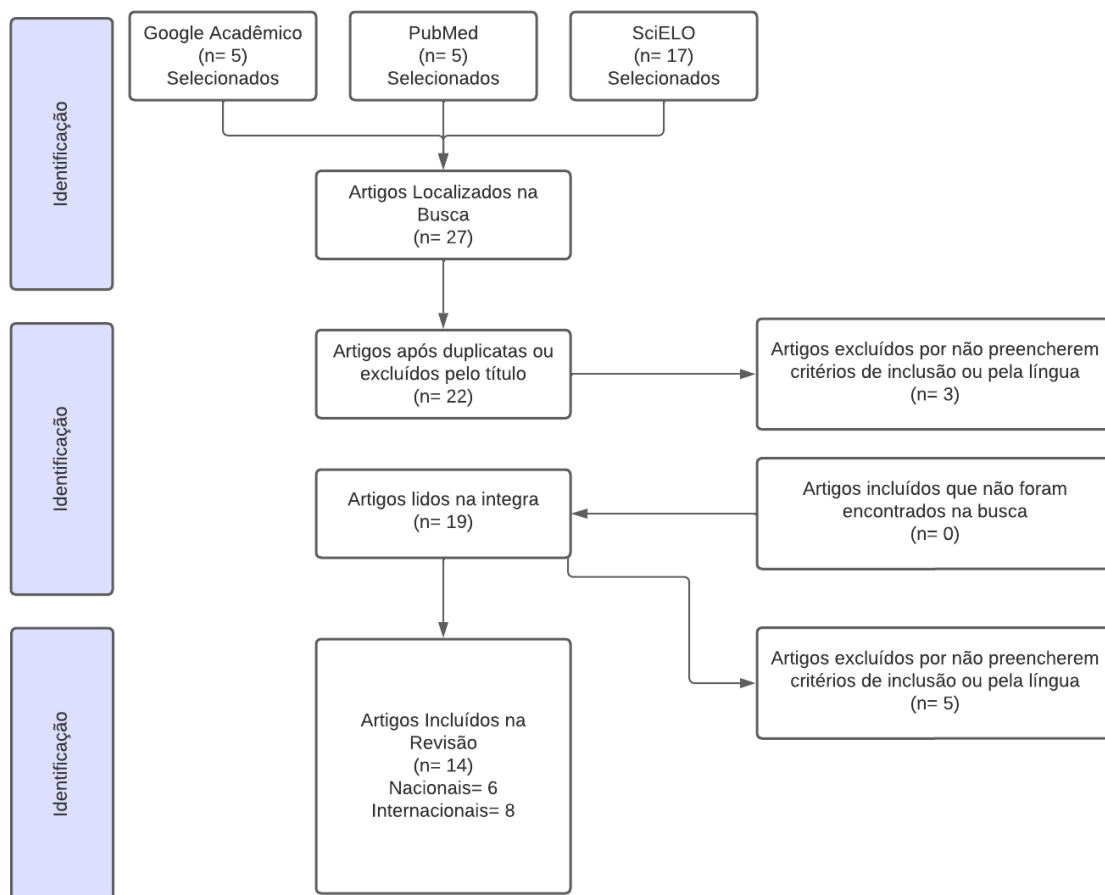 Identificação
Google Acadêmico
(n= 5)
Selecionados
PubMed
(n= 5)
Selecionados
SciELO
(n= 17)
Selecionados
Artigos Localizados na
Busca
(n= 27)
Identificação
Artigos após duplicatas ou
excluídos pelo título
(n= 22)
Artigos excluídos por não preencherem
critérios de inclusão ou pela língua
(n= 3)
Artigos lidos na integra
(n= 19)
Artigos incluídos que não foram
encontrados na busca
(n= 0)
Identificação
Artigos Incluídos na
Revisão
(n= 14)
Nacionais= 6
Internacionais= 8
Artigos excluídos por não preencherem
critérios de inclusão ou pela língua
(n= 5)